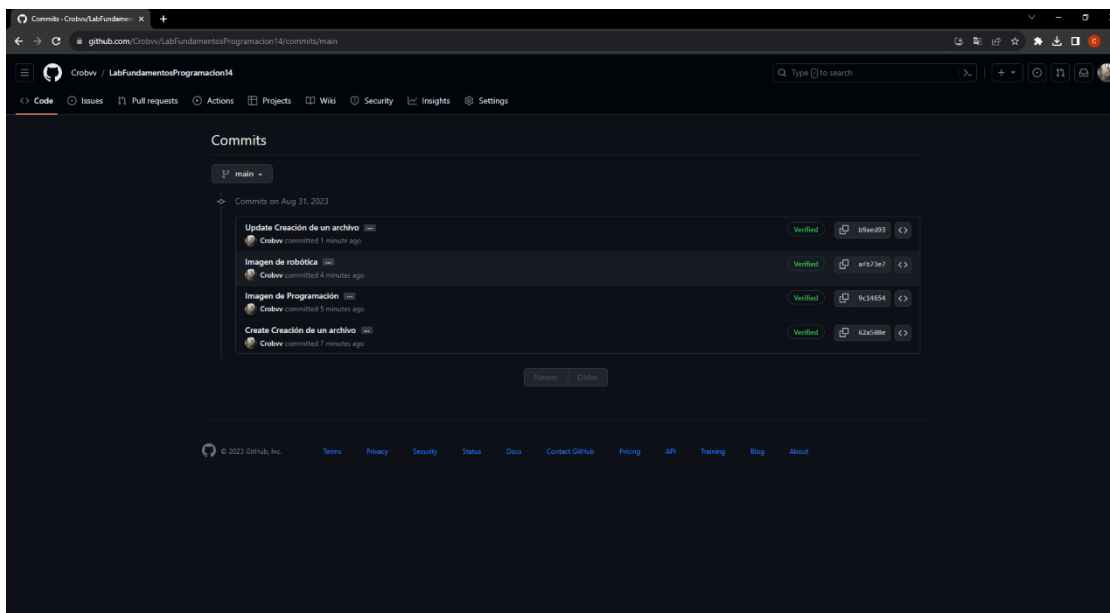 Commits · Crobvv/LabFundamen
github.com/Crobvv/LabFundamentosProgramacion14/commits/main
Crobvv / LabFundamentosProgramacion14
Type / to search
Code Issues Pull requests Actions Projects Wiki Security Insights Settings
Commits
main
Commits on Aug 31, 2023
Update Creación de un archivo
Verified b9aed93
Crobvv committed 1 minute ago
Imagen de robótica
Verified afb73e7
Crobvv committed 4 minutes ago
Imagen de Programación
Verified 9c14654
Crobvv committed 5 minutes ago
Create Creación de un archivo
Verified 62a508e
Crobvv committed 7 minutes ago
Newer Older
© 2023 GitHub, Inc. Terms Privacy Security Status Docs Contact GitHub Pricing API Training Blog About